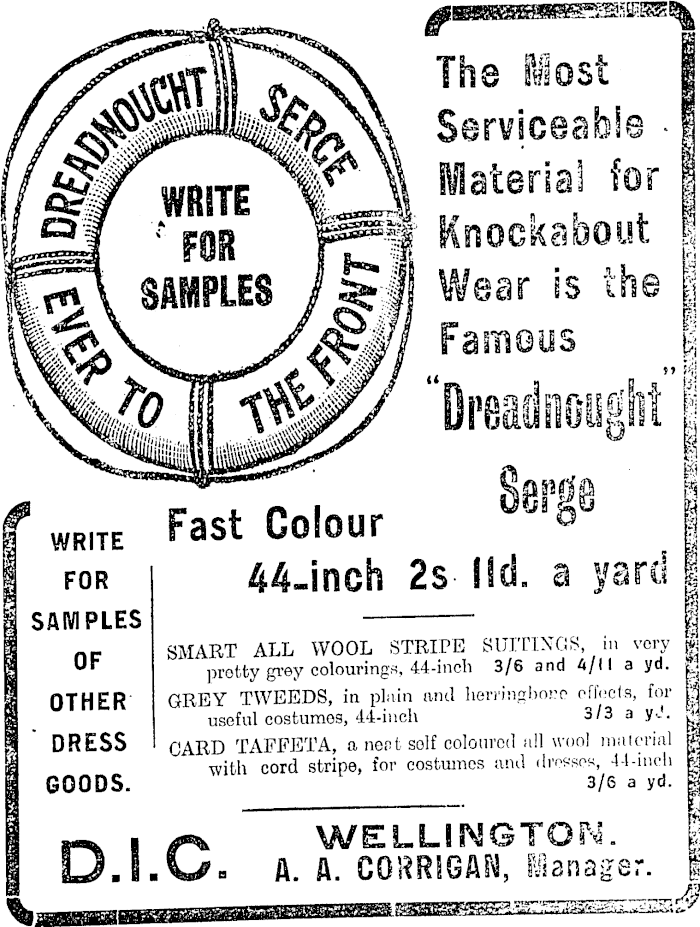 DREADNOUGHT SERGE
EVER TO THE FRONT
WRITE
FOR
SAMPLES
The Most
Serviceable
Material for
Knockabout
Wear is the
Famous
"Dreadnought"
Serge
Fast Colour
44-inch 2s 11d. a yard
WRITE
FOR
SAMPLES
OF
OTHER
DRESS
GOODS.
SMART ALL WOOL STRIPE SUITINGS, in very
pretty grey colourings, 44-inch 3/6 and 4/11 a yd.
GREY TWEEDS, in plain and herringbone effects, for
useful costumes, 44-inch 3/3 a yd.
CARD TAFFETA, a neat self coloured all wool material
with cord stripe, for costumes and dresses, 44-inch
3/6 a yd.
D.I.C. WELLINGTON.
A. A. CORRIGAN, Manager.